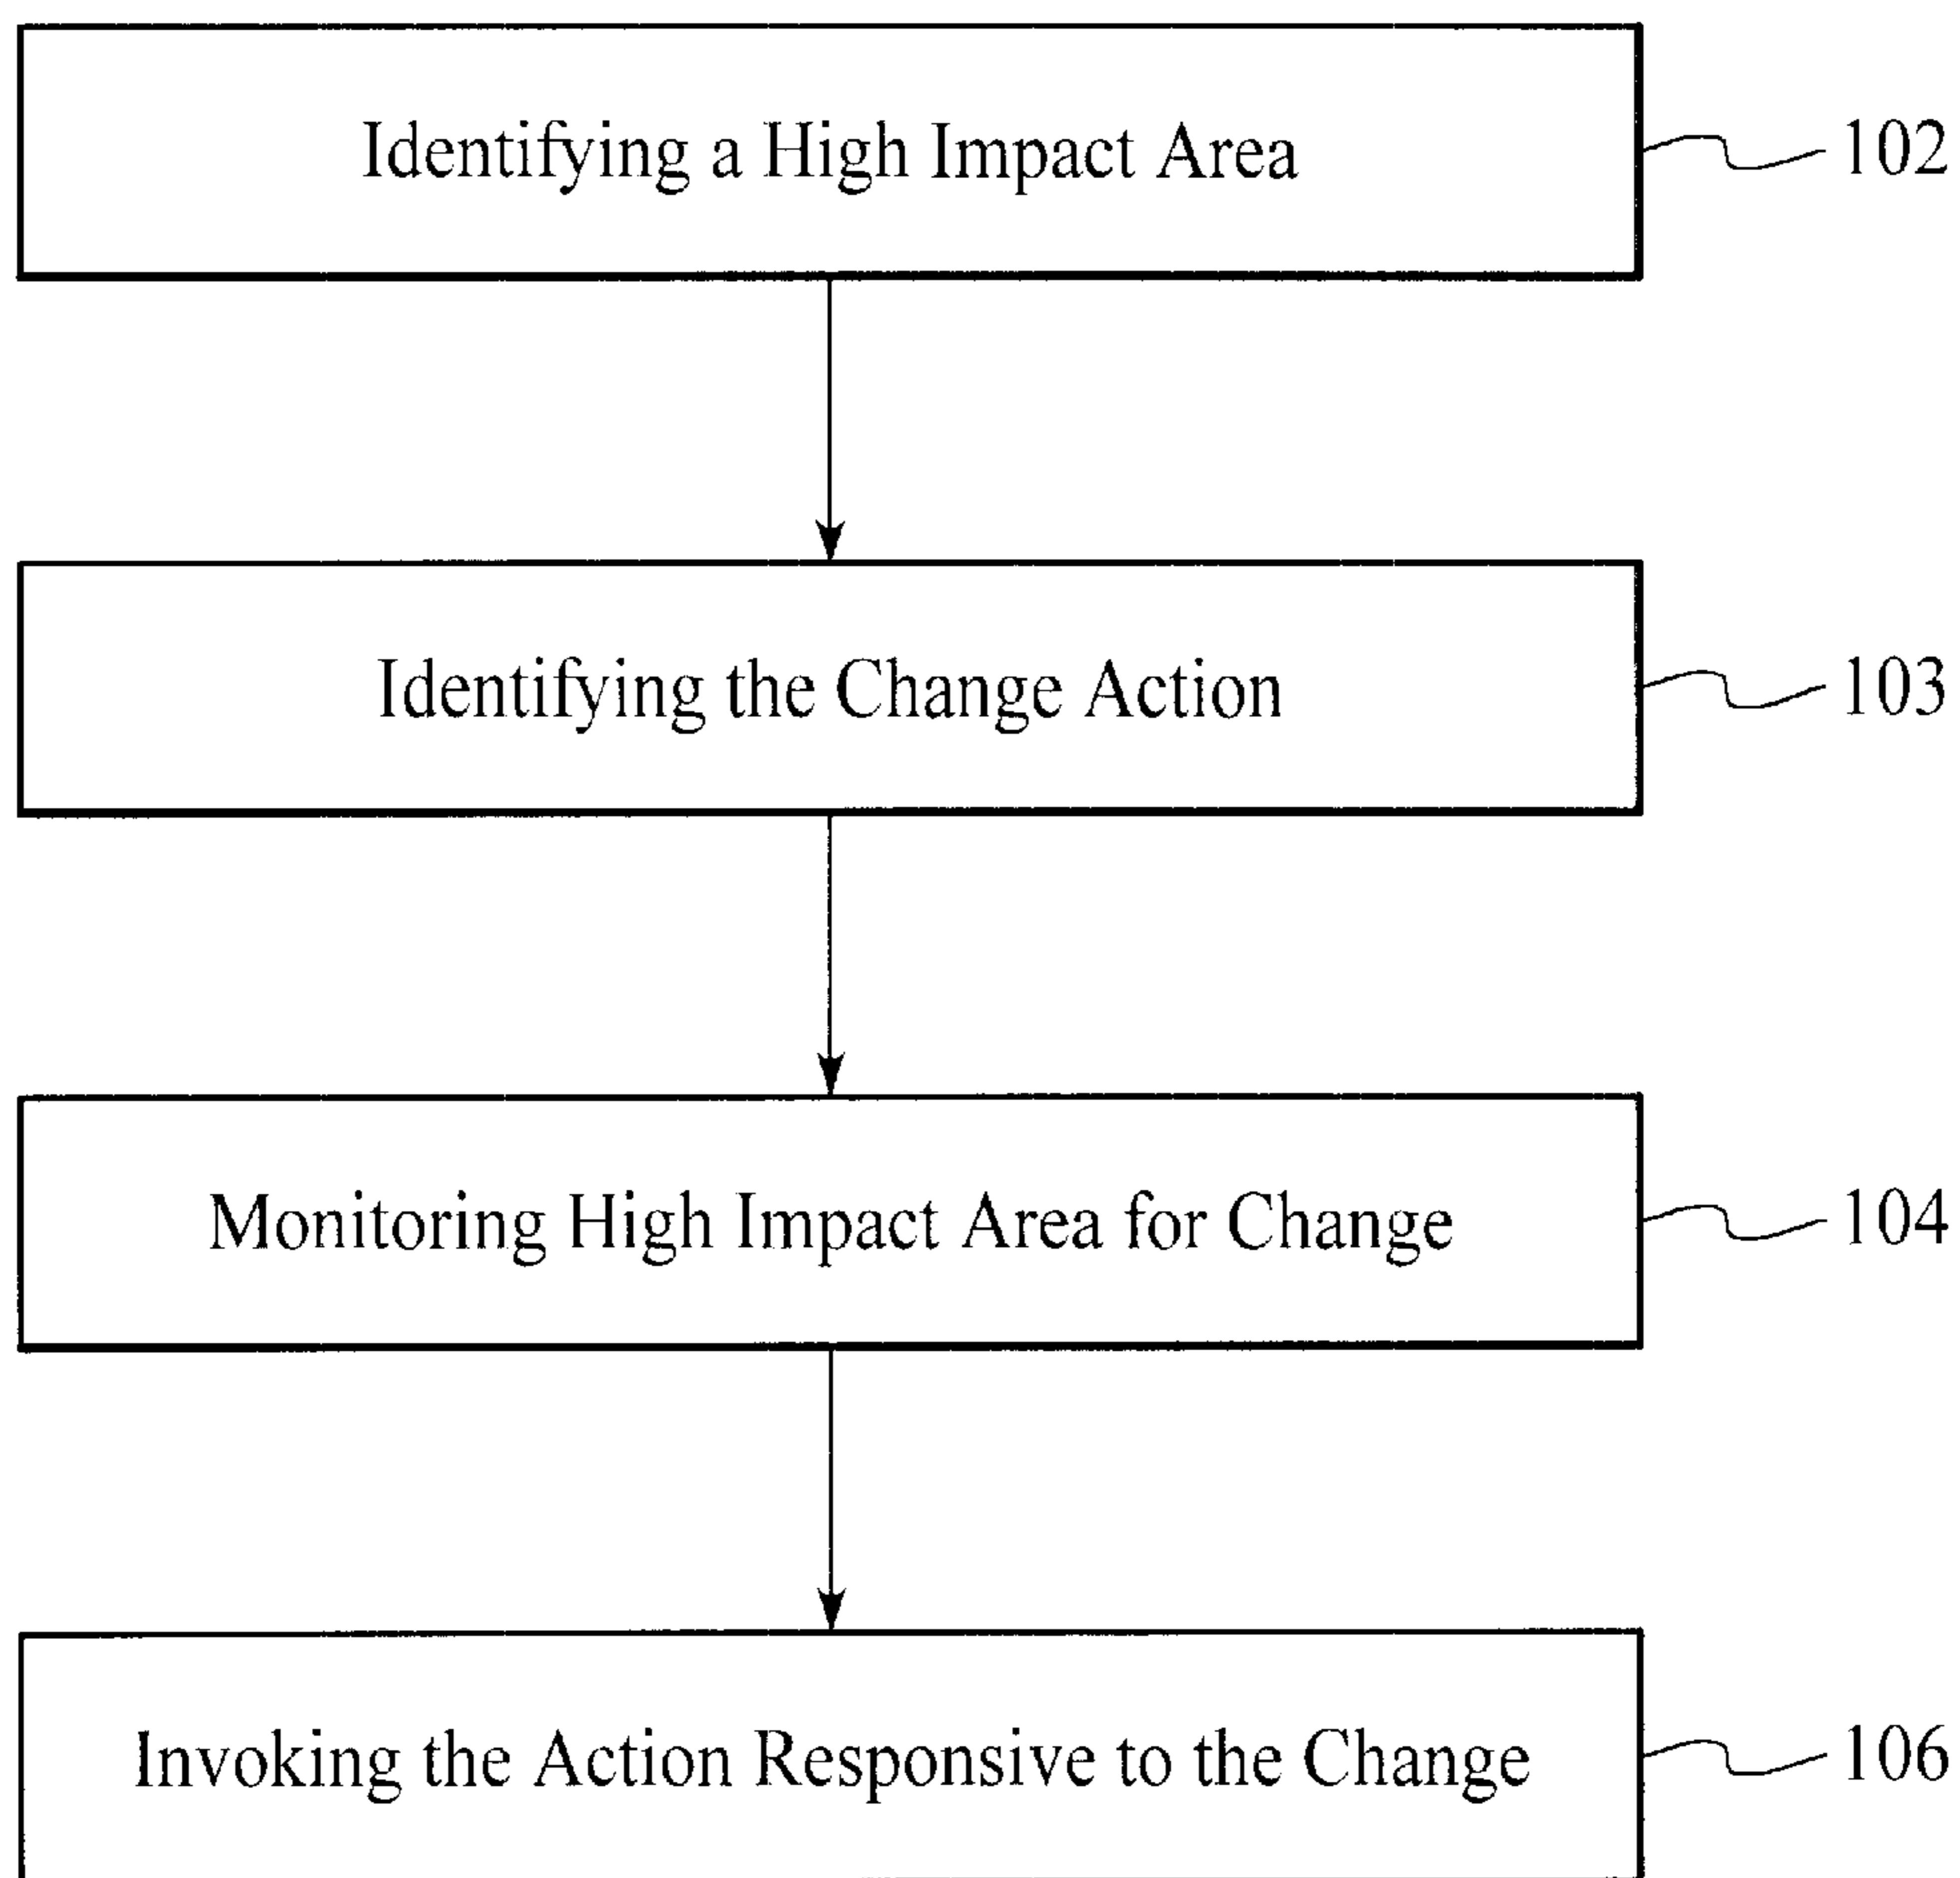 Identifying a High Impact Area
102
Identifying the Change Action
103
Monitoring High Impact Area for Change
104
Invoking the Action Responsive to the Change
106